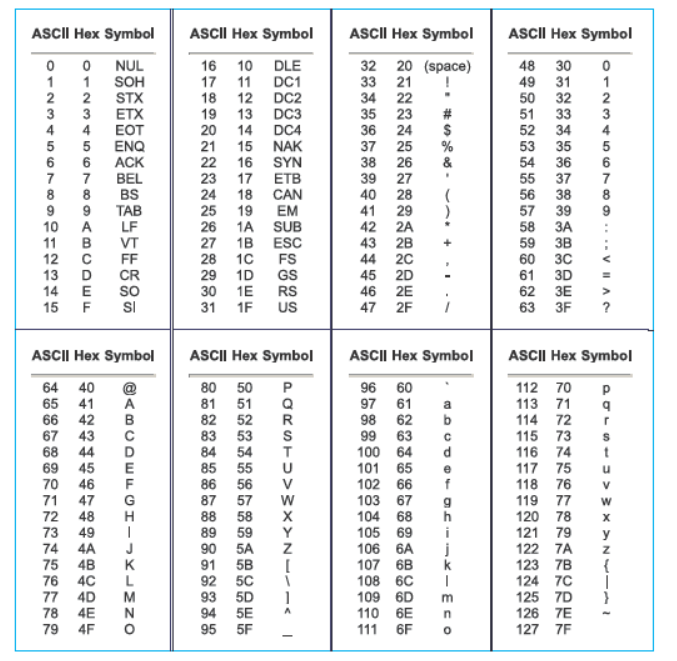 ASCII Hex Symbol ASCII Hex Symbol ASCII Hex Symbol ASCII Hex Symbol
0 0 NUL 16 10 DLE 32 20 (space) 48 30 0
1 1 SOH 17 11 DC1 33 21 ! 49 31 1
2 2 STX 18 12 DC2 34 22 " 50 32 2
3 3 ETX 19 13 DC3 35 23 # 51 33 3
4 4 EOT 20 14 DC4 36 24 $ 52 34 4
5 5 ENQ 21 15 NAK 37 25 % 53 35 5
6 6 ACK 22 16 SYN 38 26 & 54 36 6
7 7 BEL 23 17 ETB 39 27 ' 55 37 7
8 8 BS 24 18 CAN 40 28 ( 56 38 8
9 9 TAB 25 19 EM 41 29 ) 57 39 9
10 A LF 26 1A SUB 42 2A * 58 3A :
11 B VT 27 1B ESC 43 2B + 59 3B ;
12 C FF 28 1C FS 44 2C , 60 3C <
13 D CR 29 1D GS 45 2D - 61 3D =
14 E SO 30 1E RS 46 2E . 62 3E >
15 F SI 31 1F US 47 2F / 63 3F ?
ASCII Hex Symbol ASCII Hex Symbol ASCII Hex Symbol ASCII Hex Symbol
64 40 @ 80 50 P 96 60 ` 112 70 p
65 41 A 81 51 Q 97 61 a 113 71 q
66 42 B 82 52 R 98 62 b 114 72 r
67 43 C 83 53 S 99 63 c 115 73 s
68 44 D 84 54 T 100 64 d 116 74 t
69 45 E 85 55 U 101 65 e 117 75 u
70 46 F 86 56 V 102 66 f 118 76 v
71 47 G 87 57 W 103 67 g 119 77 w
72 48 H 88 58 X 104 68 h 120 78 x
73 49 I 89 59 Y 105 69 i 121 79 y
74 4A J 90 5A Z 106 6A j 122 7A z
75 4B K 91 5B [ 107 6B k 123 7B {
76 4C L 92 5C \ 108 6C l 124 7C |
77 4D M 93 5D ] 109 6D m 125 7D }
78 4E N 94 5E ^ 110 6E n 126 7E ~
79 4F O 95 5F _ 111 6F o 127 7F